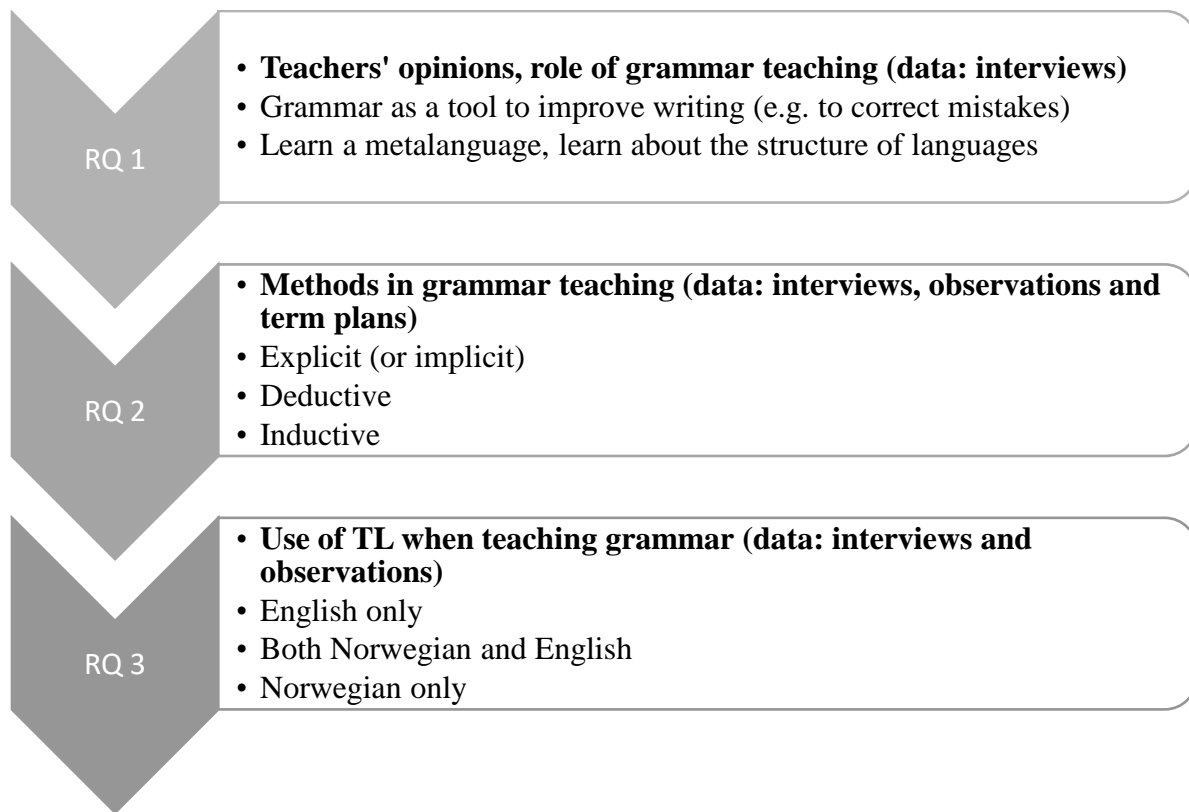 RQ 1
• Teachers' opinions, role of grammar teaching (data: interviews)
• Grammar as a tool to improve writing (e.g. to correct mistakes)
• Learn a metalanguage, learn about the structure of languages
RQ 2
• Methods in grammar teaching (data: interviews, observations and
term plans)
• Explicit (or implicit)
• Deductive
• Inductive
RQ 3
• Use of TL when teaching grammar (data: interviews and
observations)
• English only
• Both Norwegian and English
• Norwegian only